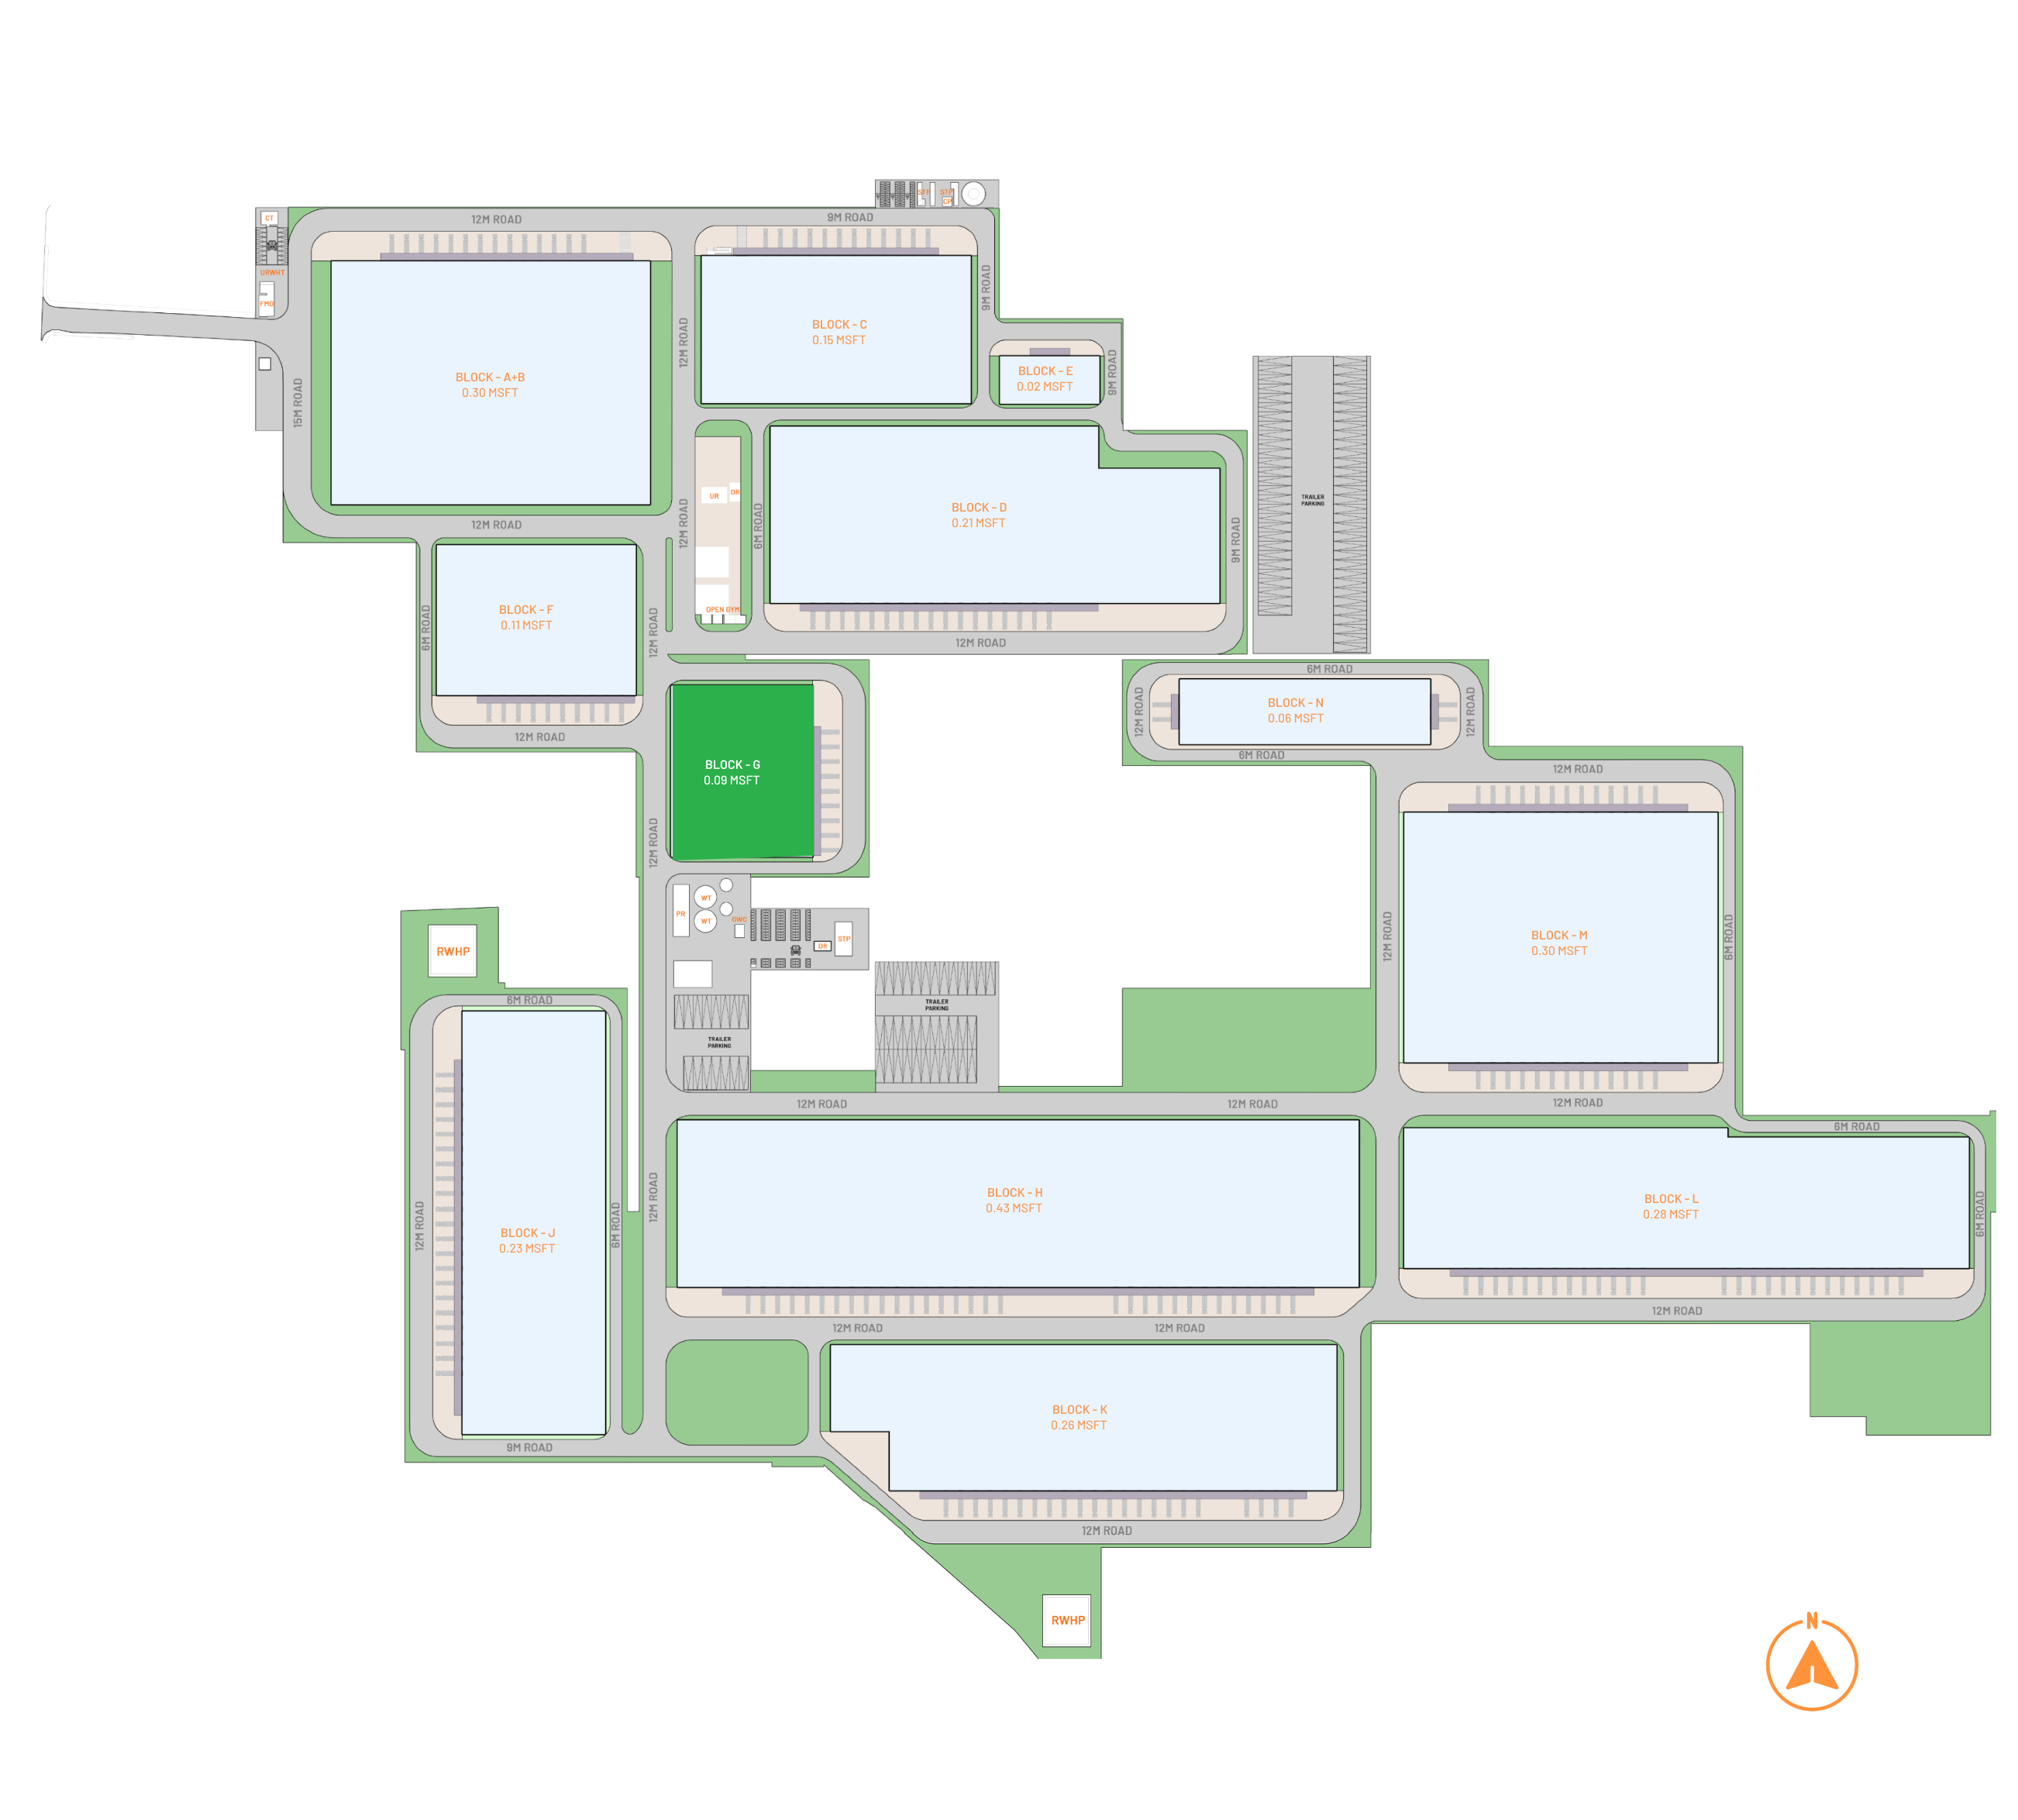 STP
STP
CP
CT
12M ROAD
9M ROAD
URWHT
FMO
9M ROAD
BLOCK - C
0.15 MSFT
12M ROAD
BLOCK - A+B
0.30 MSFT
BLOCK - E
0.02 MSFT
9M ROAD
15M ROAD
UR
DR
TRAILER
PARKING
BLOCK - D
0.21 MSFT
12M ROAD
12M ROAD
6M ROAD
9M ROAD
BLOCK - F
0.11 MSFT
OPEN GYM
6M ROAD
12M ROAD
12M ROAD
6M ROAD
12M ROAD
BLOCK - N
0.06 MSFT
12M ROAD
12M ROAD
6M ROAD
BLOCK - G
0.09 MSFT
12M ROAD
12M ROAD
WT
PR
WT
OWC
STP
DR
BLOCK - M
0.30 MSFT
12M ROAD
6M ROAD
RWHP
6M ROAD
TRAILER
PARKING
TRAILER
PARKING
12M ROAD
12M ROAD
12M ROAD
6M ROAD
BLOCK - H
0.43 MSFT
BLOCK - L
0.28 MSFT
12M ROAD
6M ROAD
BLOCK - J
0.23 MSFT
12M ROAD
6M ROAD
12M ROAD
12M ROAD
12M ROAD
BLOCK - K
0.26 MSFT
9M ROAD
12M ROAD
RWHP
N